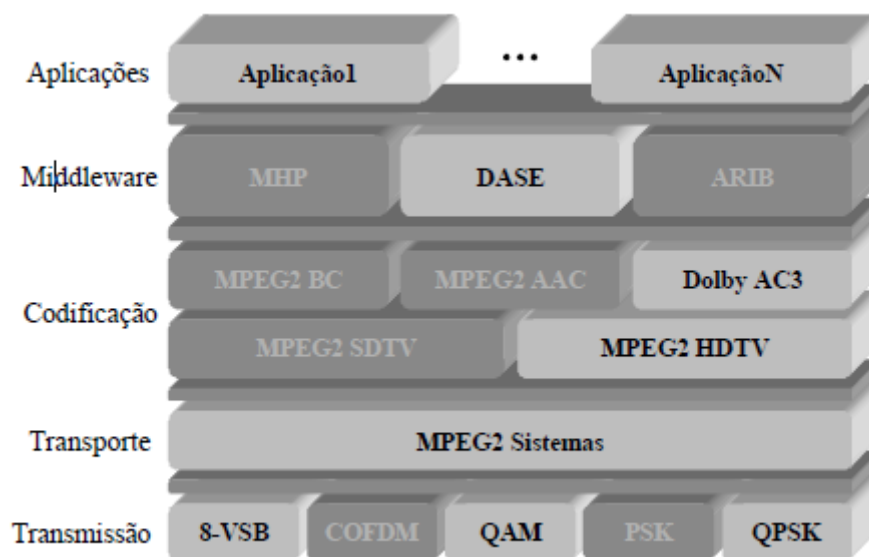 Aplicações Aplicação1 ... AplicaçãoN
Middleware MHP DASE ARIB
MPEG2 BC MPEG2 AAC Dolby AC3
Codificação
MPEG2 SDTV MPEG2 HDTV
Transporte MPEG2 Sistemas
Transmissão 8-VSB COFDM QAM PSK QPSK